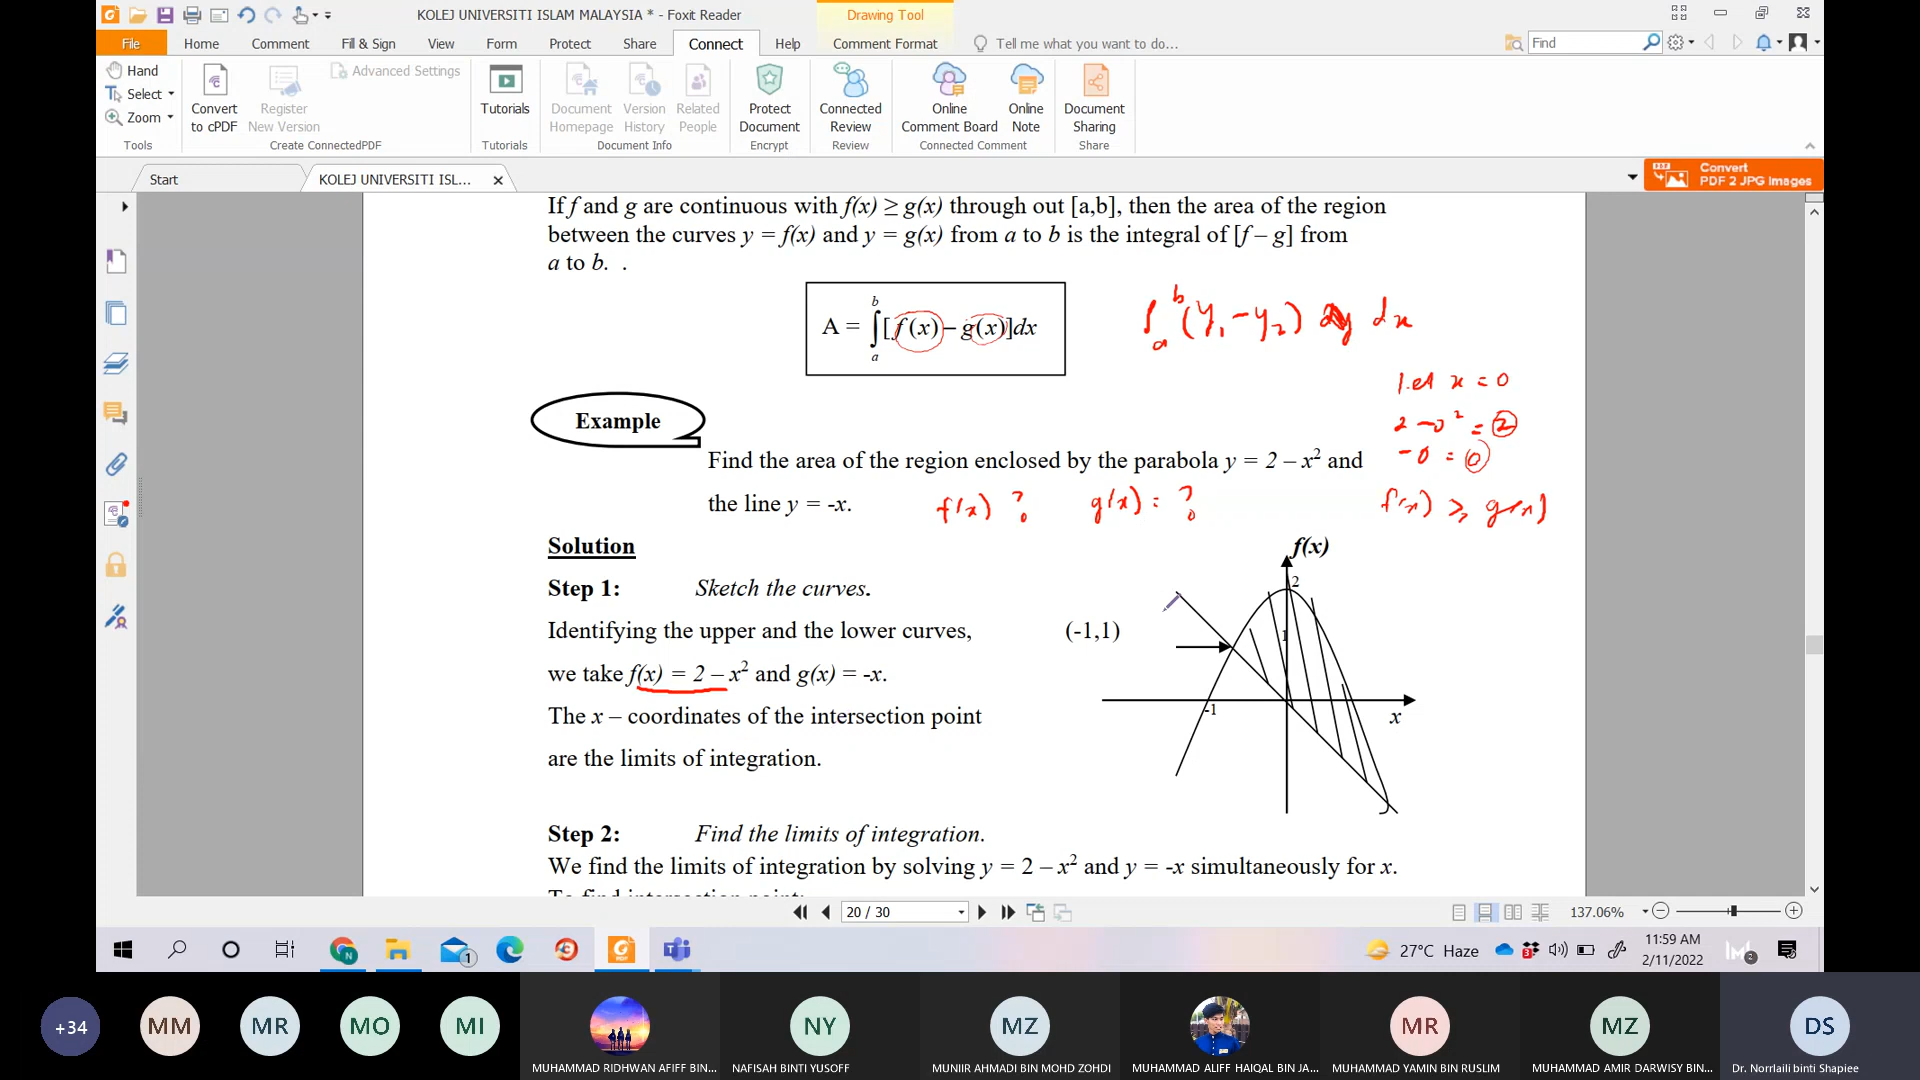 KOLEJ UNIVERSITI ISLAM MALAYSIA * - Foxit Reader
Drawing Tool
File Home Comment Fill & Sign View Form Protect Share Connect Help Comment Format Tell me what you want to do... Find
Hand
Select
Zoom
Tools
Convert to cPDF
Register New Version
Advanced Settings
Create ConnectedPDF
Tutorials
Tutorials
Document Homepage
Version History
Related People
Document Info
Protect Document
Encrypt
Connected Review
Review
Online Comment Board
Online Note
Connected Comment
Document Sharing
Share
Start
KOLEJ UNIVERSITI ISL...
Convert
PDF 2 JPG Images
If f and g are continuous with f(x) ≥ g(x) through out [a,b], then the area of the region
between the curves y = f(x) and y = g(x) from a to b is the integral of [f – g] from
a to b. .
A = ∫ₐᵇ [f(x) – g(x)]dx
∫ₐᵇ (y₁ – y₂) dx
Let x = 0
2 – 0² = 2
– 0 = 0
Example
Find the area of the region enclosed by the parabola y = 2 – x² and
the line y = -x.
f(x) ? g(x) = ? f(x) ≥ g(x)
Solution
f(x)
2
Step 1: Sketch the curves.
Identifying the upper and the lower curves,
(-1,1)
1
we take f(x) = 2 – x² and g(x) = -x.
-1
x
The x – coordinates of the intersection point
are the limits of integration.
Step 2: Find the limits of integration.
We find the limits of integration by solving y = 2 – x² and y = -x simultaneously for x.
20 / 30
137.06%
1
27°C Haze
3
11:59 AM
2/11/2022
2
+34
MM
MR
MO
MI
NY
MZ
MR
MZ
DS
MUHAMMAD RIDHWAN AFIFF BIN...
NAFISAH BINTI YUSOFF
MUNIIR AHMADI BIN MOHD ZOHDI
MUHAMMAD ALIFF HAIQAL BIN JA...
MUHAMMAD YAMIN BIN RUSLIM
MUHAMMAD AMIR DARWISY BIN...
Dr. Norrlaili binti Shapiee